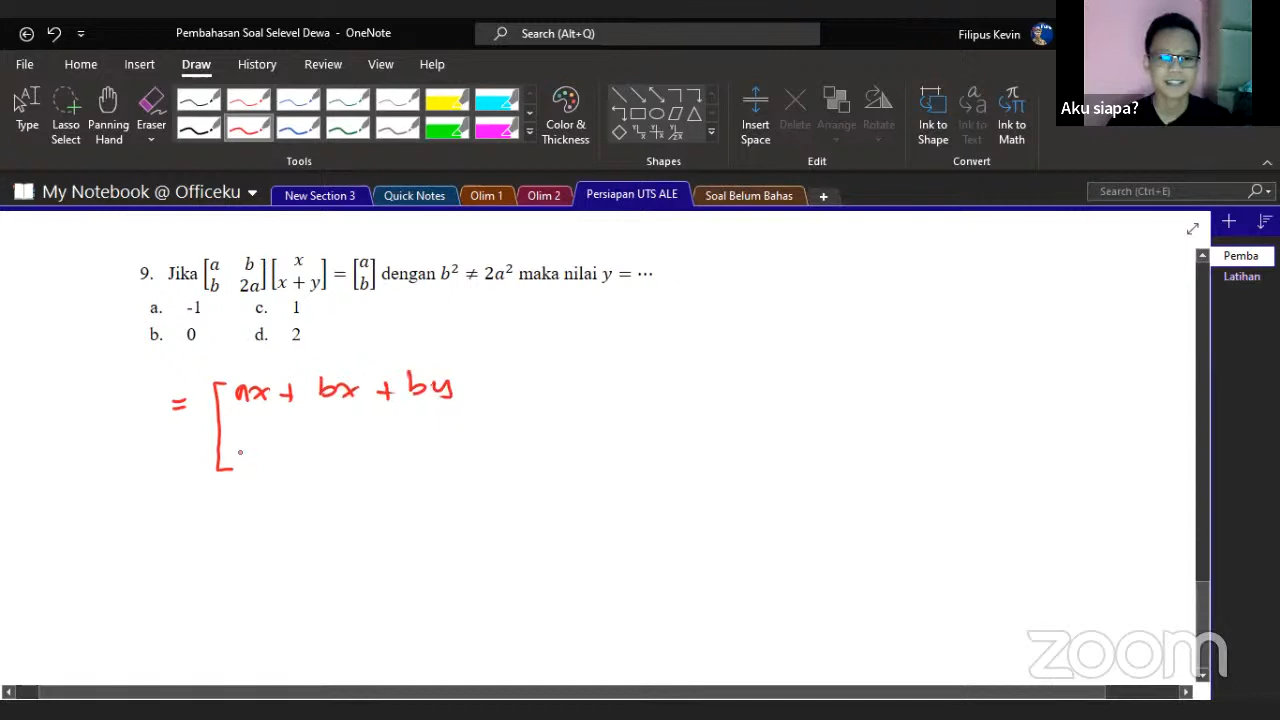 Pembahasan Soal Selevel Dewa - OneNote
Search (Alt+Q)
Filipus Kevin
Aku siapa?
File Home Insert Draw History Review View Help
Type
Lasso Select
Panning Hand
Eraser
Color & Thickness
Insert Space
Delete
Arrange
Rotate
Ink to Shape
Ink to Text
Ink to Math
Tools
Shapes
Edit
Convert
My Notebook @ Officeku
New Section 3
Quick Notes
Olim 1
Olim 2
Persiapan UTS ALE
Soal Belum Bahas
Search (Ctrl+E)
Pemba
Latihan
9. Jika [a b; b 2a] [x; x + y] = [a; b] dengan b² ≠ 2a² maka nilai y = ⋯
a. -1 c. 1
b. 0 d. 2
= [ax + bx + by
zoom